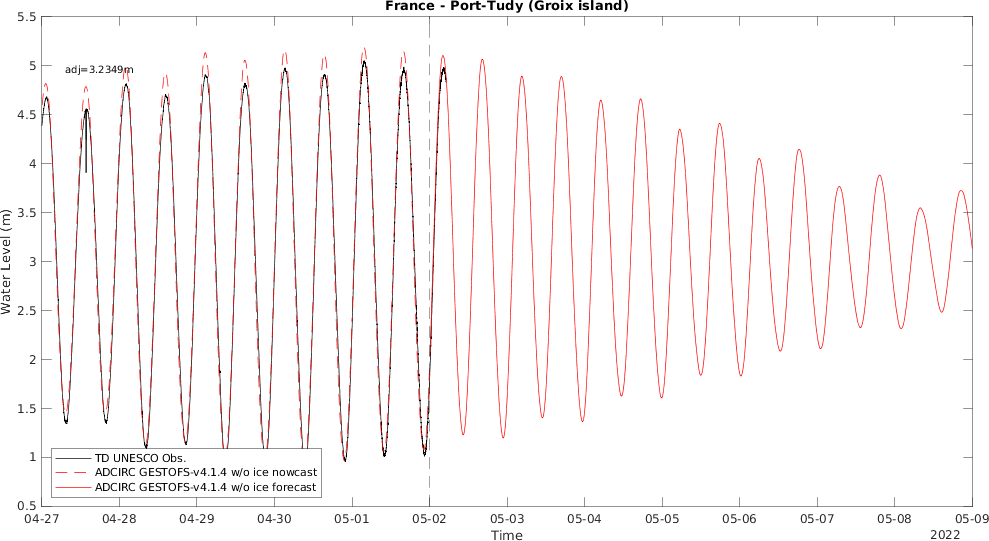 France - Port-Tudy (Groix island)
5.5
5
4.5
4
3.5
3
2.5
2
1.5
1
0.5
Water Level (m)
adj=3.2349m
TD UNESCO Obs.
ADCIRC GESTOFS-v4.1.4 w/o ice nowcast
ADCIRC GESTOFS-v4.1.4 w/o ice forecast
04-27 04-28 04-29 04-30 05-01 05-02 05-03 05-04 05-05 05-06 05-07 05-08 05-09
Time
2022